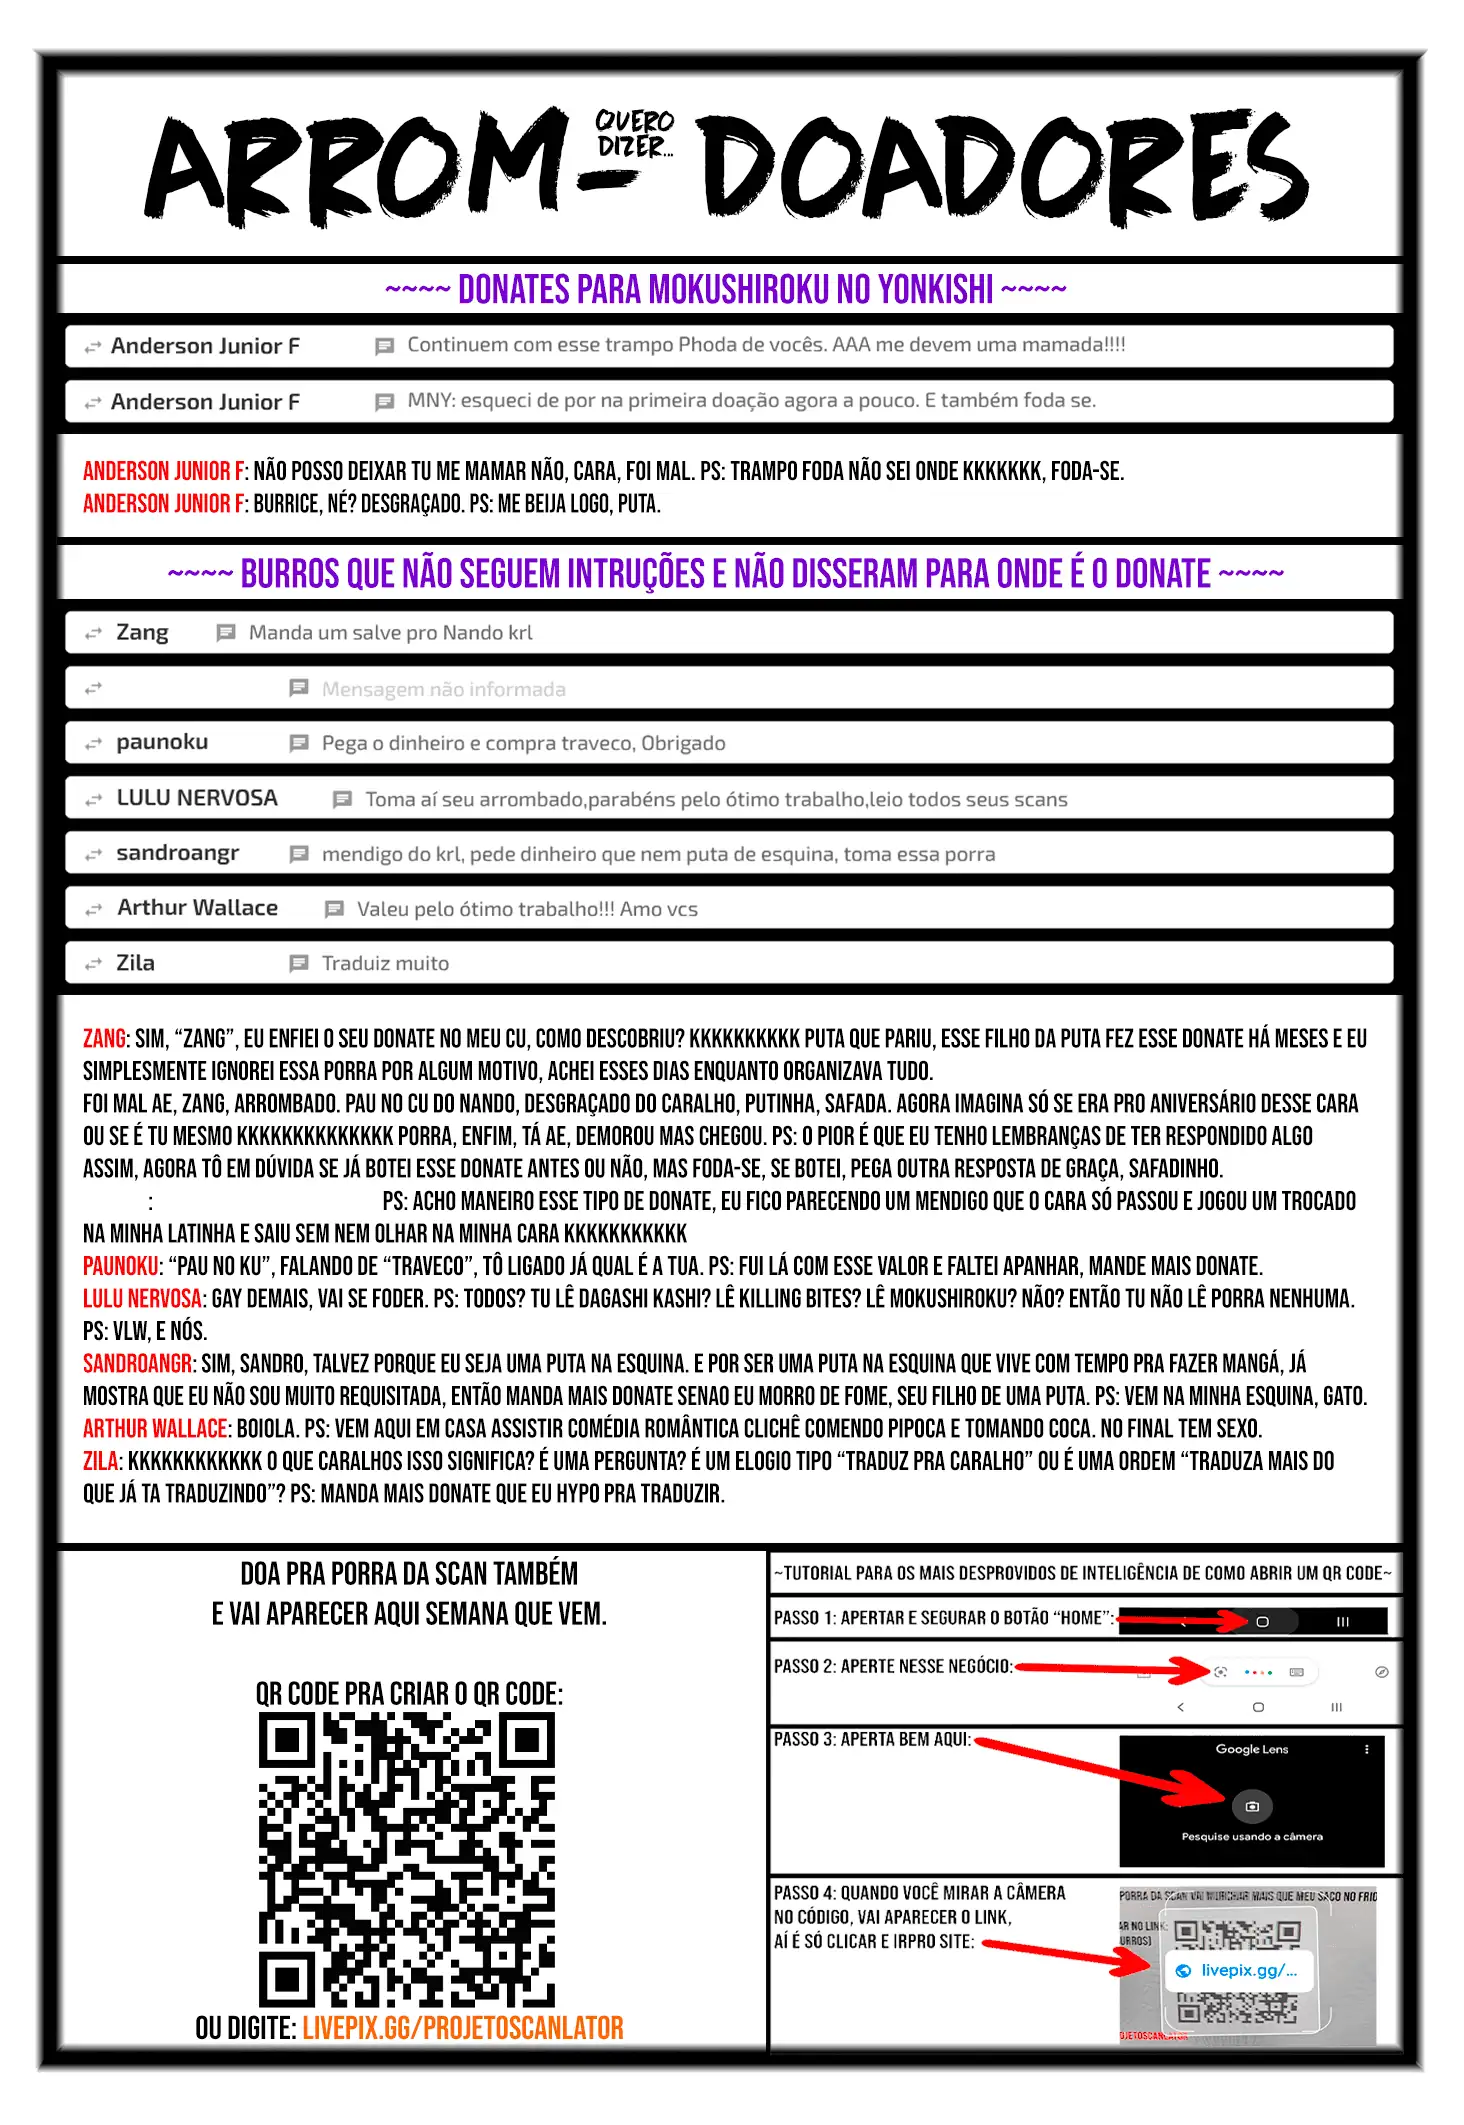 ARROM- QUERO DIZER... DOADORES
~~~~ DONATES PARA MOKUSHIROKU NO YONKISHI ~~~~
Anderson Junior F Continuem com esse trampo Phoda de vocês. AAA me devem uma mamada!!!!
Anderson Junior F MNY: esqueci de por na primeira doação agora a pouco. E também foda se.
ANDERSON JUNIOR F: NÃO POSSO DEIXAR TU ME MAMAR NÃO, CARA, FOI MAL. PS: TRAMPO FODA NÃO SEI ONDE KKKKKKK, FODA-SE.
ANDERSON JUNIOR F: BURRICE, NÉ? DESGRAÇADO. PS: ME BEIJA LOGO, PUTA.
~~~~ BURROS QUE NÃO SEGUEM INTRUÇÕES E NÃO DISSERAM PARA ONDE É O DONATE ~~~~
Zang Manda um salve pro Nando krl
Mensagem não informada
paunoku Pega o dinheiro e compra traveco, Obrigado
LULU NERVOSA Toma aí seu arrombado,parabéns pelo ótimo trabalho,leio todos seus scans
sandroangr mendigo do krl, pede dinheiro que nem puta de esquina, toma essa porra
Arthur Wallace Valeu pelo ótimo trabalho!!! Amo vcs
Zila Traduiz muito
ZANG: SIM, “ZANG”, EU ENFIEI O SEU DONATE NO MEU CU, COMO DESCOBRIU? KKKKKKKKKK PUTA QUE PARIU, ESSE FILHO DA PUTA FEZ ESSE DONATE HÁ MESES E EU
SIMPLESMENTE IGNOREI ESSA PORRA POR ALGUM MOTIVO, ACHEI ESSES DIAS ENQUANTO ORGANIZAVA TUDO.
FOI MAL AE, ZANG, ARROMBADO. PAU NO CU DO NANDO, DESGRAÇADO DO CARALHO, PUTINHA, SAFADA. AGORA IMAGINA SÓ SE ERA PRO ANIVERSÁRIO DESSE CARA
OU SE É TU MESMO KKKKKKKKKKKKKK PORRA, ENFIM, TÁ AE, DEMOROU MAS CHEGOU. PS: O PIOR É QUE EU TENHO LEMBRANÇAS DE TER RESPONDIDO ALGO
ASSIM, AGORA TÔ EM DÚVIDA SE JÁ BOTEI ESSE DONATE ANTES OU NÃO, MAS FODA-SE, SE BOTEI, PEGA OUTRA RESPOSTA DE GRAÇA, SAFADINHO.
: PS: ACHO MANEIRO ESSE TIPO DE DONATE, EU FICO PARECENDO UM MENDIGO QUE O CARA SÓ PASSOU E JOGOU UM TROCADO
NA MINHA LATINHA E SAIU SEM NEM OLHAR NA MINHA CARA KKKKKKKKKKK
PAUNOKU: “PAU NO KU”, FALANDO DE “TRAVECO”, TÔ LIGADO JÁ QUAL É A TUA. PS: FUI LÁ COM ESSE VALOR E FALTEI APANHAR, MANDE MAIS DONATE.
LULU NERVOSA: GAY DEMAIS, VAI SE FODER. PS: TODOS? TU LÊ DAGASHI KASHI? LÊ KILLING BITES? LÊ MOKUSHIROKU? NÃO? ENTÃO TU NÃO LÊ PORRA NENHUMA.
PS: VLW, E NÓS.
SANDROANGR: SIM, SANDRO, TALVEZ PORQUE EU SEJA UMA PUTA NA ESQUINA. E POR SER UMA PUTA NA ESQUINA QUE VIVE COM TEMPO PRA FAZER MANGÁ, JÁ
MOSTRA QUE EU NÃO SOU MUITO REQUISITADA, ENTÃO MANDA MAIS DONATE SENAO EU MORRO DE FOME, SEU FILHO DE UMA PUTA. PS: VEM NA MINHA ESQUINA, GATO.
ARTHUR WALLACE: BOIOLA. PS: VEM AQUI EM CASA ASSISTIR COMÉDIA ROMÂNTICA CLICHÊ COMENDO PIPOCA E TOMANDO COCA. NO FINAL TEM SEXO.
ZILA: KKKKKKKKKKKK O QUE CARALHOS ISSO SIGNIFICA? É UMA PERGUNTA? É UM ELOGIO TIPO “TRADUZ PRA CARALHO” OU É UMA ORDEM “TRADUZA MAIS DO
QUE JÁ TA TRADUZINDO”? PS: MANDA MAIS DONATE QUE EU HYPO PRA TRADUZIR.
DOA PRA PORRA DA SCAN TAMBÉM
E VAI APARECER AQUI SEMANA QUE VEM.
QR CODE PRA CRIAR O QR CODE:
OU DIGITE: LIVEPIX.GG/PROJETOSCANLATOR
~TUTORIAL PARA OS MAIS DESPROVIDOS DE INTELIGÊNCIA DE COMO ABRIR UM QR CODE~
PASSO 1: APERTAR E SEGURAR O BOTÃO “HOME”:
PASSO 2: APERTE NESSE NEGÓCIO:
PASSO 3: APERTA BEM AQUI:
Google Lens
Pesquise usando a câmera
PASSO 4: QUANDO VOCÊ MIRAR A CÂMERA
NO CÓDIGO, VAI APARECER O LINK,
AÍ É SÓ CLICAR E IRPRO SITE:
PORRA DA SCAN VAI MURCHAR MAIS QUE MEU SACO NO FRIO
AR NO LINK:
URROS)
livepix.gg/...
OJETOSCANLATOR